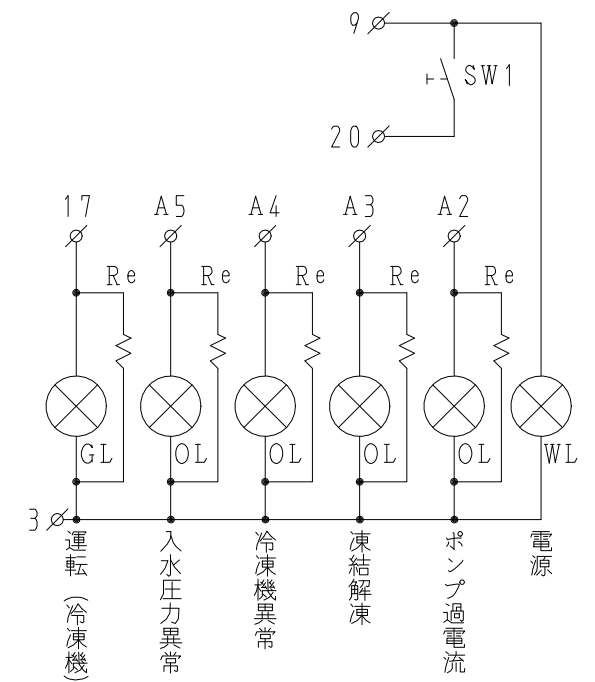 9
SW1
20
17
A5
A4
A3
A2
Re
Re
Re
Re
Re
GL
OL
OL
OL
OL
WL
3
運転(冷凍機)
入水圧力異常
冷凍機異常
凍結解凍
ポンプ過電流
電源